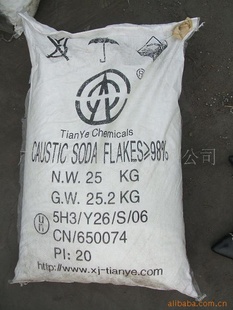 TianYe Chemicals
CAUSTIC SODA FLAKES≥98%
N.W. 25 KG
G.W. 25.2 KG
un
5H3/Y26/S/06
CN/650074
PI: 20
http://www.xj-tianye.com
公司
alibaba.com.cn